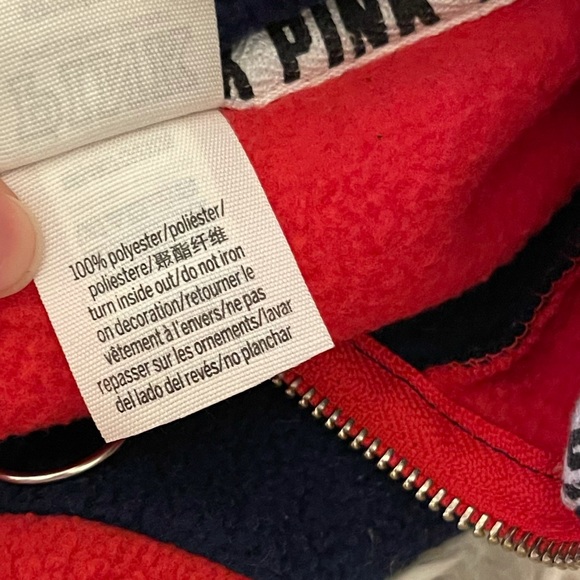 K PINK
100% polyester/poliéster/
poliestere/聚酯纤维
turn inside out/do not iron
on decoration/retourner le
vêtement à l'envers/ne pas
repasser sur les ornements/lavar
del lado del revés/no planchar